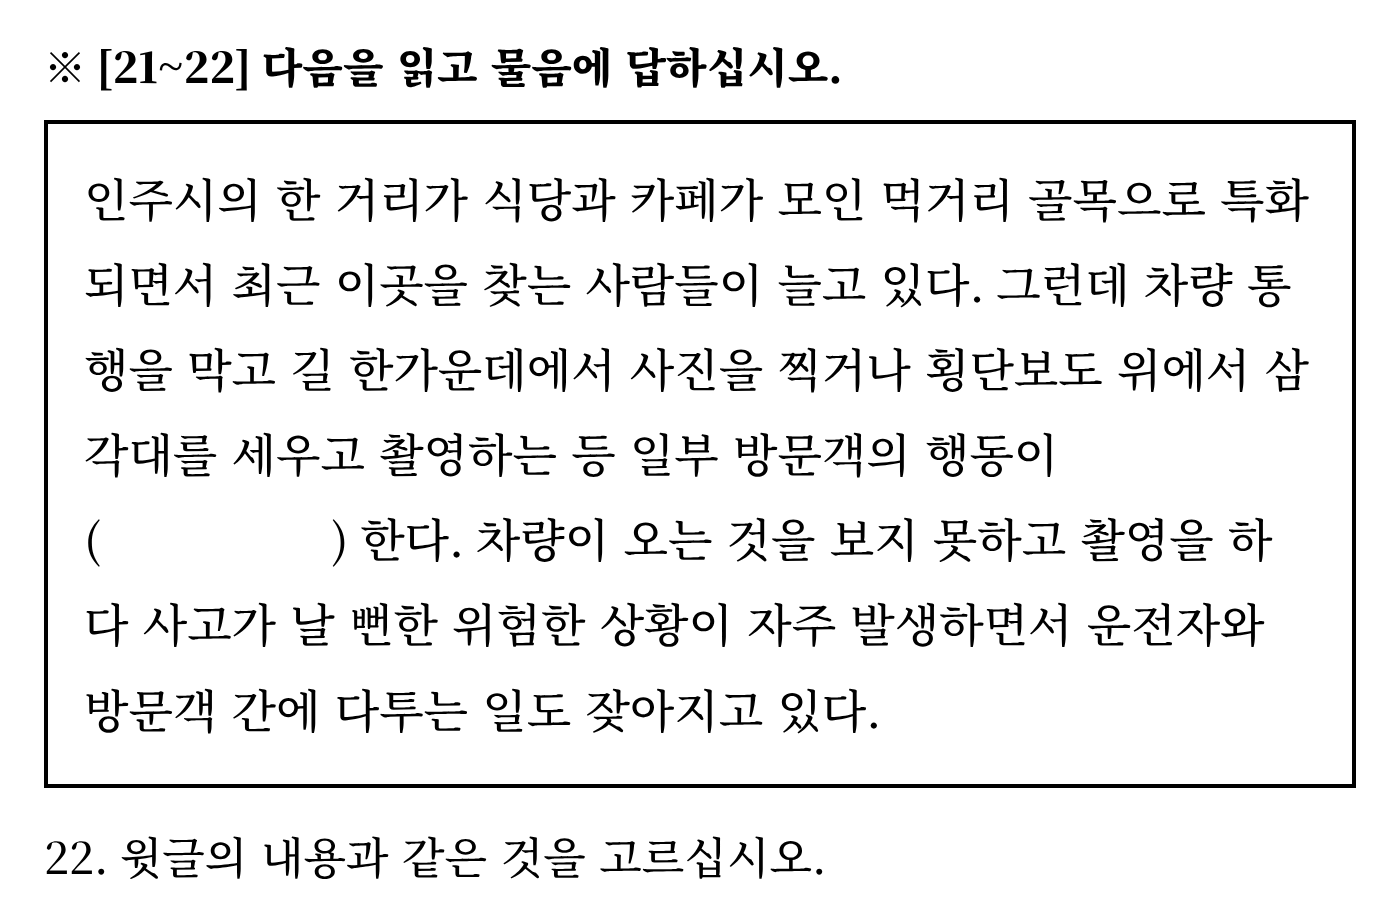 ※ [21~22] 다음을 읽고 물음에 답하십시오.
인주시의 한 거리가 식당과 카페가 모인 먹거리 골목으로 특화
되면서 최근 이곳을 찾는 사람들이 늘고 있다. 그런데 차량 통
행을 막고 길 한가운데에서 사진을 찍거나 횡단보도 위에서 삼
각대를 세우고 촬영하는 등 일부 방문객의 행동이
(                ) 한다. 차량이 오는 것을 보지 못하고 촬영을 하
다 사고가 날 뻔한 위험한 상황이 자주 발생하면서 운전자와
방문객 간에 다투는 일도 잦아지고 있다.
22. 윗글의 내용과 같은 것을 고르십시오.